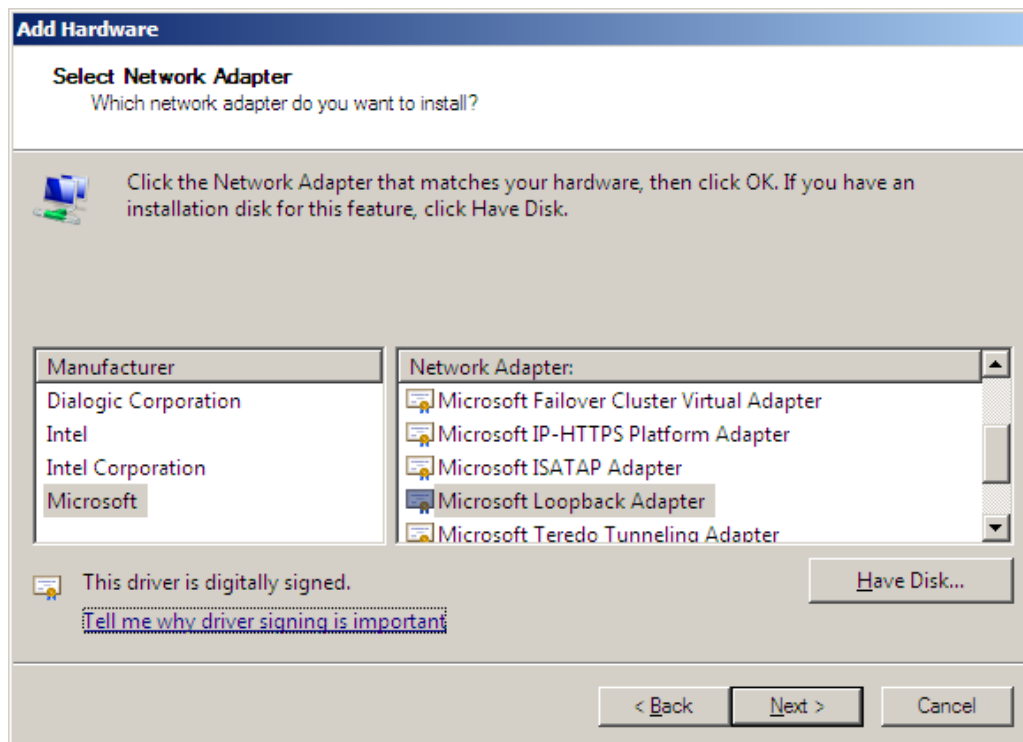 Add Hardware
Select Network Adapter
Which network adapter do you want to install?
Click the Network Adapter that matches your hardware, then click OK. If you have an
installation disk for this feature, click Have Disk.
Manufacturer
Dialogic Corporation
Intel
Intel Corporation
Microsoft
Network Adapter:
Microsoft Failover Cluster Virtual Adapter
Microsoft IP-HTTPS Platform Adapter
Microsoft ISATAP Adapter
Microsoft Loopback Adapter
Microsoft Teredo Tunneling Adapter
This driver is digitally signed.
Tell me why driver signing is important
Have Disk...
< Back
Next >
Cancel